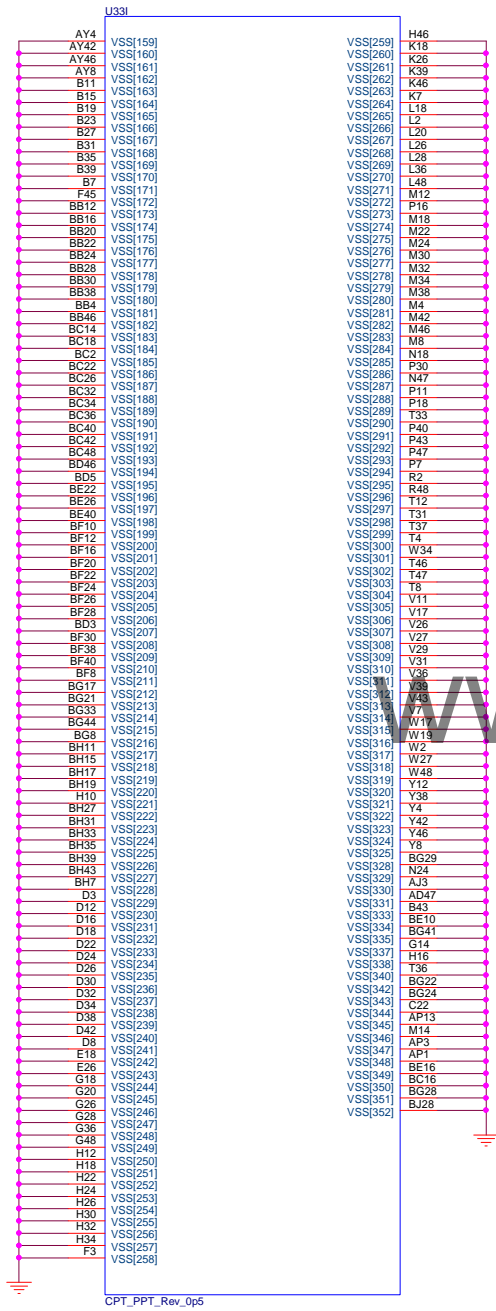 U33I
AY4 VSS[159] VSS[259] H46
AY42 VSS[160] VSS[260] K18
AY46 VSS[161] VSS[261] K26
AY8 VSS[162] VSS[262] K39
B11 VSS[163] VSS[263] K46
B15 VSS[164] VSS[264] K7
B19 VSS[165] VSS[265] L18
B23 VSS[166] VSS[266] L2
B27 VSS[167] VSS[267] L20
B31 VSS[168] VSS[268] L26
B35 VSS[169] VSS[269] L28
B39 VSS[170] VSS[270] L36
B7 VSS[171] VSS[271] L48
F45 VSS[172] VSS[272] M12
BB12 VSS[173] VSS[273] P16
BB16 VSS[174] VSS[274] M18
BB20 VSS[175] VSS[275] M22
BB22 VSS[176] VSS[276] M24
BB24 VSS[177] VSS[277] M30
BB28 VSS[178] VSS[278] M32
BB30 VSS[179] VSS[279] M34
BB38 VSS[180] VSS[280] M38
BB4 VSS[181] VSS[281] M4
BB46 VSS[182] VSS[282] M42
BC14 VSS[183] VSS[283] M46
BC18 VSS[184] VSS[284] M8
BC2 VSS[185] VSS[285] N18
BC22 VSS[186] VSS[286] P30
BC26 VSS[187] VSS[287] N47
BC32 VSS[188] VSS[288] P11
BC34 VSS[189] VSS[289] P18
BC36 VSS[190] VSS[290] T33
BC40 VSS[191] VSS[291] P40
BC42 VSS[192] VSS[292] P43
BC48 VSS[193] VSS[293] P47
BD46 VSS[194] VSS[294] P7
BD5 VSS[195] VSS[295] R2
BE22 VSS[196] VSS[296] R48
BE26 VSS[197] VSS[297] T12
BE40 VSS[198] VSS[298] T31
BF10 VSS[199] VSS[299] T37
BF12 VSS[200] VSS[300] T4
BF16 VSS[201] VSS[301] W34
BF20 VSS[202] VSS[302] T46
BF22 VSS[203] VSS[303] T47
BF24 VSS[204] VSS[304] T8
BF26 VSS[205] VSS[305] V11
BF28 VSS[206] VSS[306] V17
BD3 VSS[207] VSS[307] V26
BF30 VSS[208] VSS[308] V27
BF38 VSS[209] VSS[309] V29
BF40 VSS[210] VSS[310] V31
BF8 VSS[211] VSS[311] V36
BG17 VSS[212] VSS[312] V39
BG21 VSS[213] VSS[313] V43
BG33 VSS[214] VSS[314] V7
BG44 VSS[215] VSS[315] W17
BG8 VSS[216] VSS[316] W19
BH11 VSS[217] VSS[317] W2
BH15 VSS[218] VSS[318] W27
BH17 VSS[219] VSS[319] W48
BH19 VSS[220] VSS[320] Y12
H10 VSS[221] VSS[321] Y38
BH27 VSS[222] VSS[322] Y4
BH31 VSS[223] VSS[323] Y42
BH33 VSS[224] VSS[324] Y46
BH35 VSS[225] VSS[325] Y8
BH39 VSS[226] VSS[328] BG29
BH43 VSS[227] VSS[329] N24
BH7 VSS[228] VSS[330] AJ3
D3 VSS[229] VSS[331] AD47
D12 VSS[230] VSS[333] B43
D16 VSS[231] VSS[334] BE10
D18 VSS[232] VSS[335] BG41
D22 VSS[233] VSS[337] G14
D24 VSS[234] VSS[338] H16
D26 VSS[235] VSS[340] T36
D30 VSS[236] VSS[342] BG22
D32 VSS[237] VSS[343] BG24
D34 VSS[238] VSS[344] C22
D38 VSS[239] VSS[345] AP13
D42 VSS[240] VSS[346] M14
D8 VSS[241] VSS[347] AP3
E18 VSS[242] VSS[348] AP1
E26 VSS[243] VSS[349] BE16
G18 VSS[244] VSS[350] BC16
G20 VSS[245] VSS[351] BG28
G26 VSS[246] VSS[352] BJ28
G28 VSS[247]
G36 VSS[248]
G48 VSS[249]
H12 VSS[250]
H18 VSS[251]
H22 VSS[252]
H24 VSS[253]
H26 VSS[254]
H30 VSS[255]
H32 VSS[256]
H34 VSS[257]
F3 VSS[258]
CPT_PPT_Rev_0p5